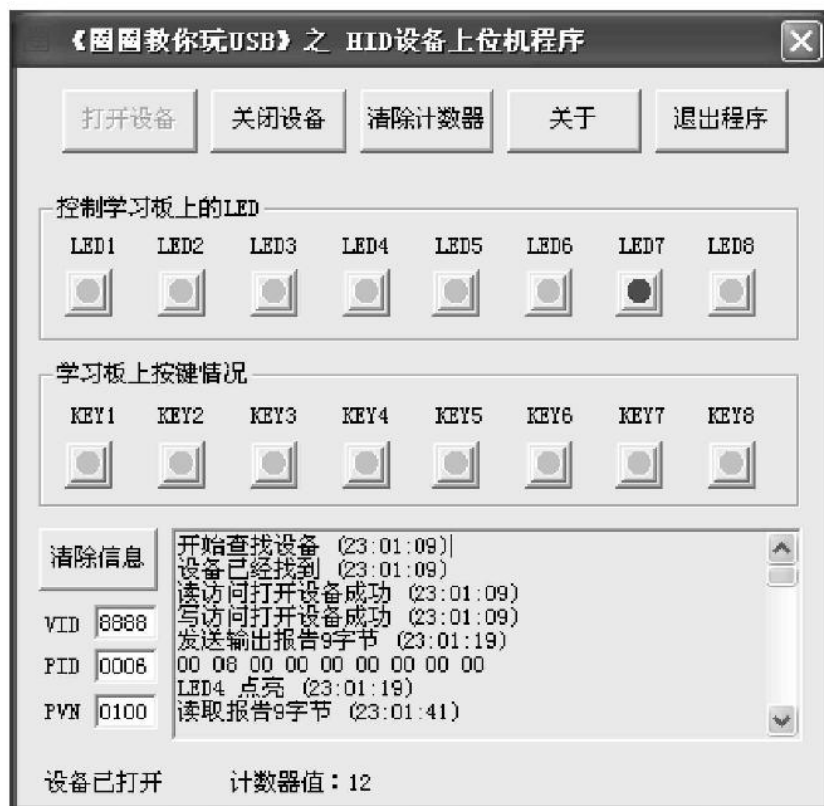 《圈圈教你玩USB》之 HID设备上位机程序
打开设备 关闭设备 清除计数器 关于 退出程序
控制学习板上的LED
LED1 LED2 LED3 LED4 LED5 LED6 LED7 LED8
学习板上按键情况
KEY1 KEY2 KEY3 KEY4 KEY5 KEY6 KEY7 KEY8
清除信息
VID 8888
PID 0006
PVN 0100
开始查找设备 (23:01:09)
设备已经找到 (23:01:09)
读访问打开设备成功 (23:01:09)
写访问打开设备成功 (23:01:09)
发送输出报告9字节 (23:01:19)
00 08 00 00 00 00 00 00 00
LED4 点亮 (23:01:19)
读取报告9字节 (23:01:41)
设备已打开 计数器值:12